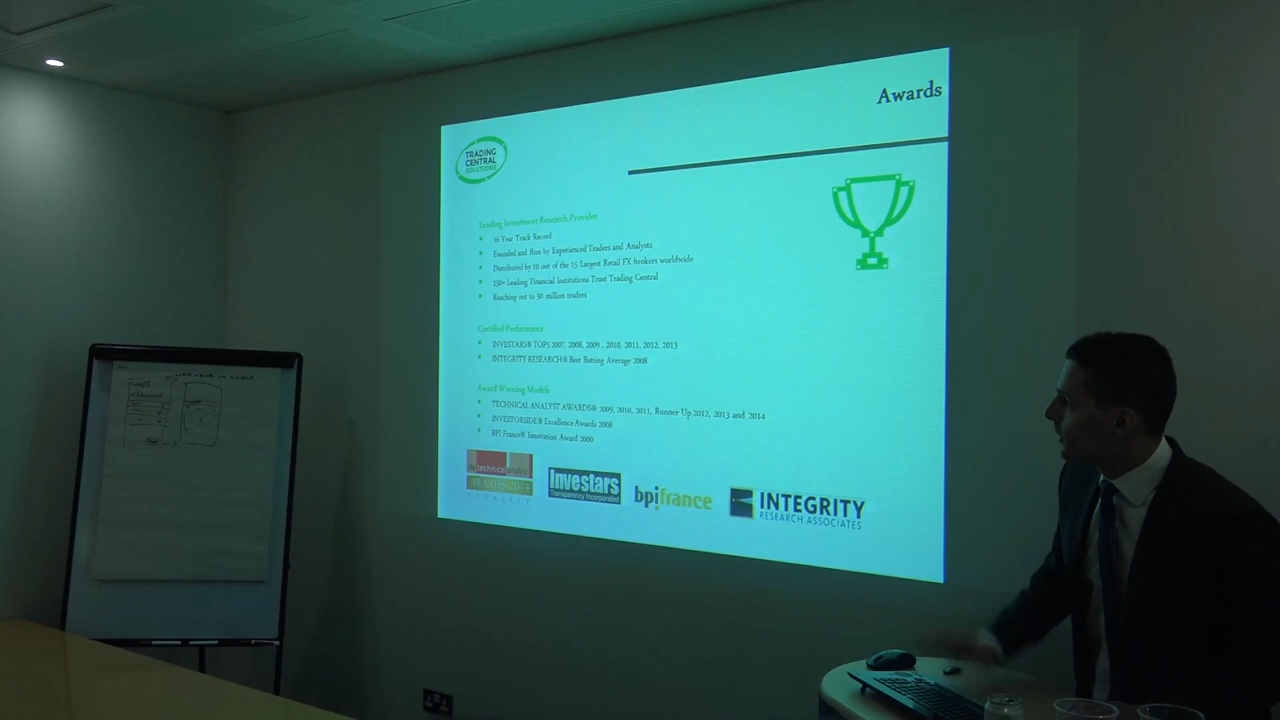 Awards
TRADING
CENTRAL
SOLUTIONS
Leading Investment Research Provider
16 Year Track Record
Founded and Run by Experienced Traders and Analysts
Distributed by 10 out of the 15 Largest Retail FX brokers worldwide
150+ Leading Financial Institutions Trust Trading Central
Reaching out to 30 million traders
Certified Performance
INVESTARS® TOP5 2007, 2008, 2009 , 2010, 2011, 2012, 2013
INTEGRITY RESEARCH® Best Batting Average 2008
Award Winning Models
TECHNICAL ANALYST AWARDS® 2009, 2010, 2011, Runner Up 2012, 2013 and 2014
INVESTORSIDE® Excellence Awards 2008
BPI France® Innovation Award 2000
technical analyst
AWARDS 2014
FINALIST
Investars
Transparency Incorporated
bpifrance
INTEGRITY
RESEARCH ASSOCIATES